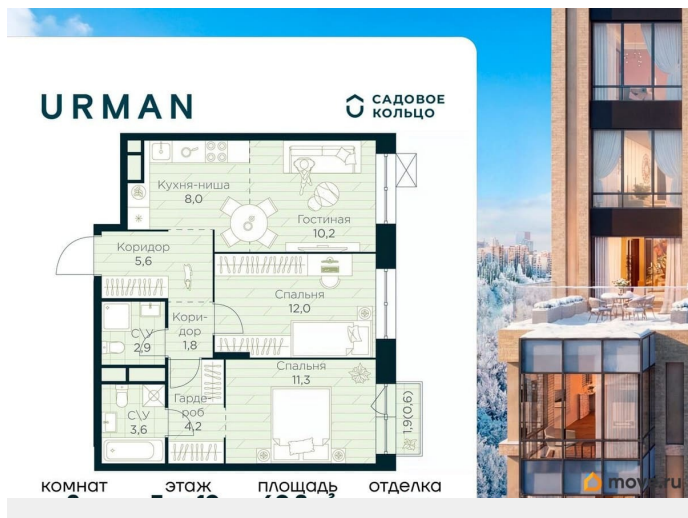 URMAN
САДОВОЕ
КОЛЬЦО
Кухня-ниша
8,0
Гостиная
10,2
Коридор
5,6
Спальня
12,0
Кори-
дор
1,8
С\У
2,9
Спальня
11,3
Гарде
роб
4,2
С\У
3,6
1,9(0,6)
комнат
этаж
площадь
отделка
move.ru